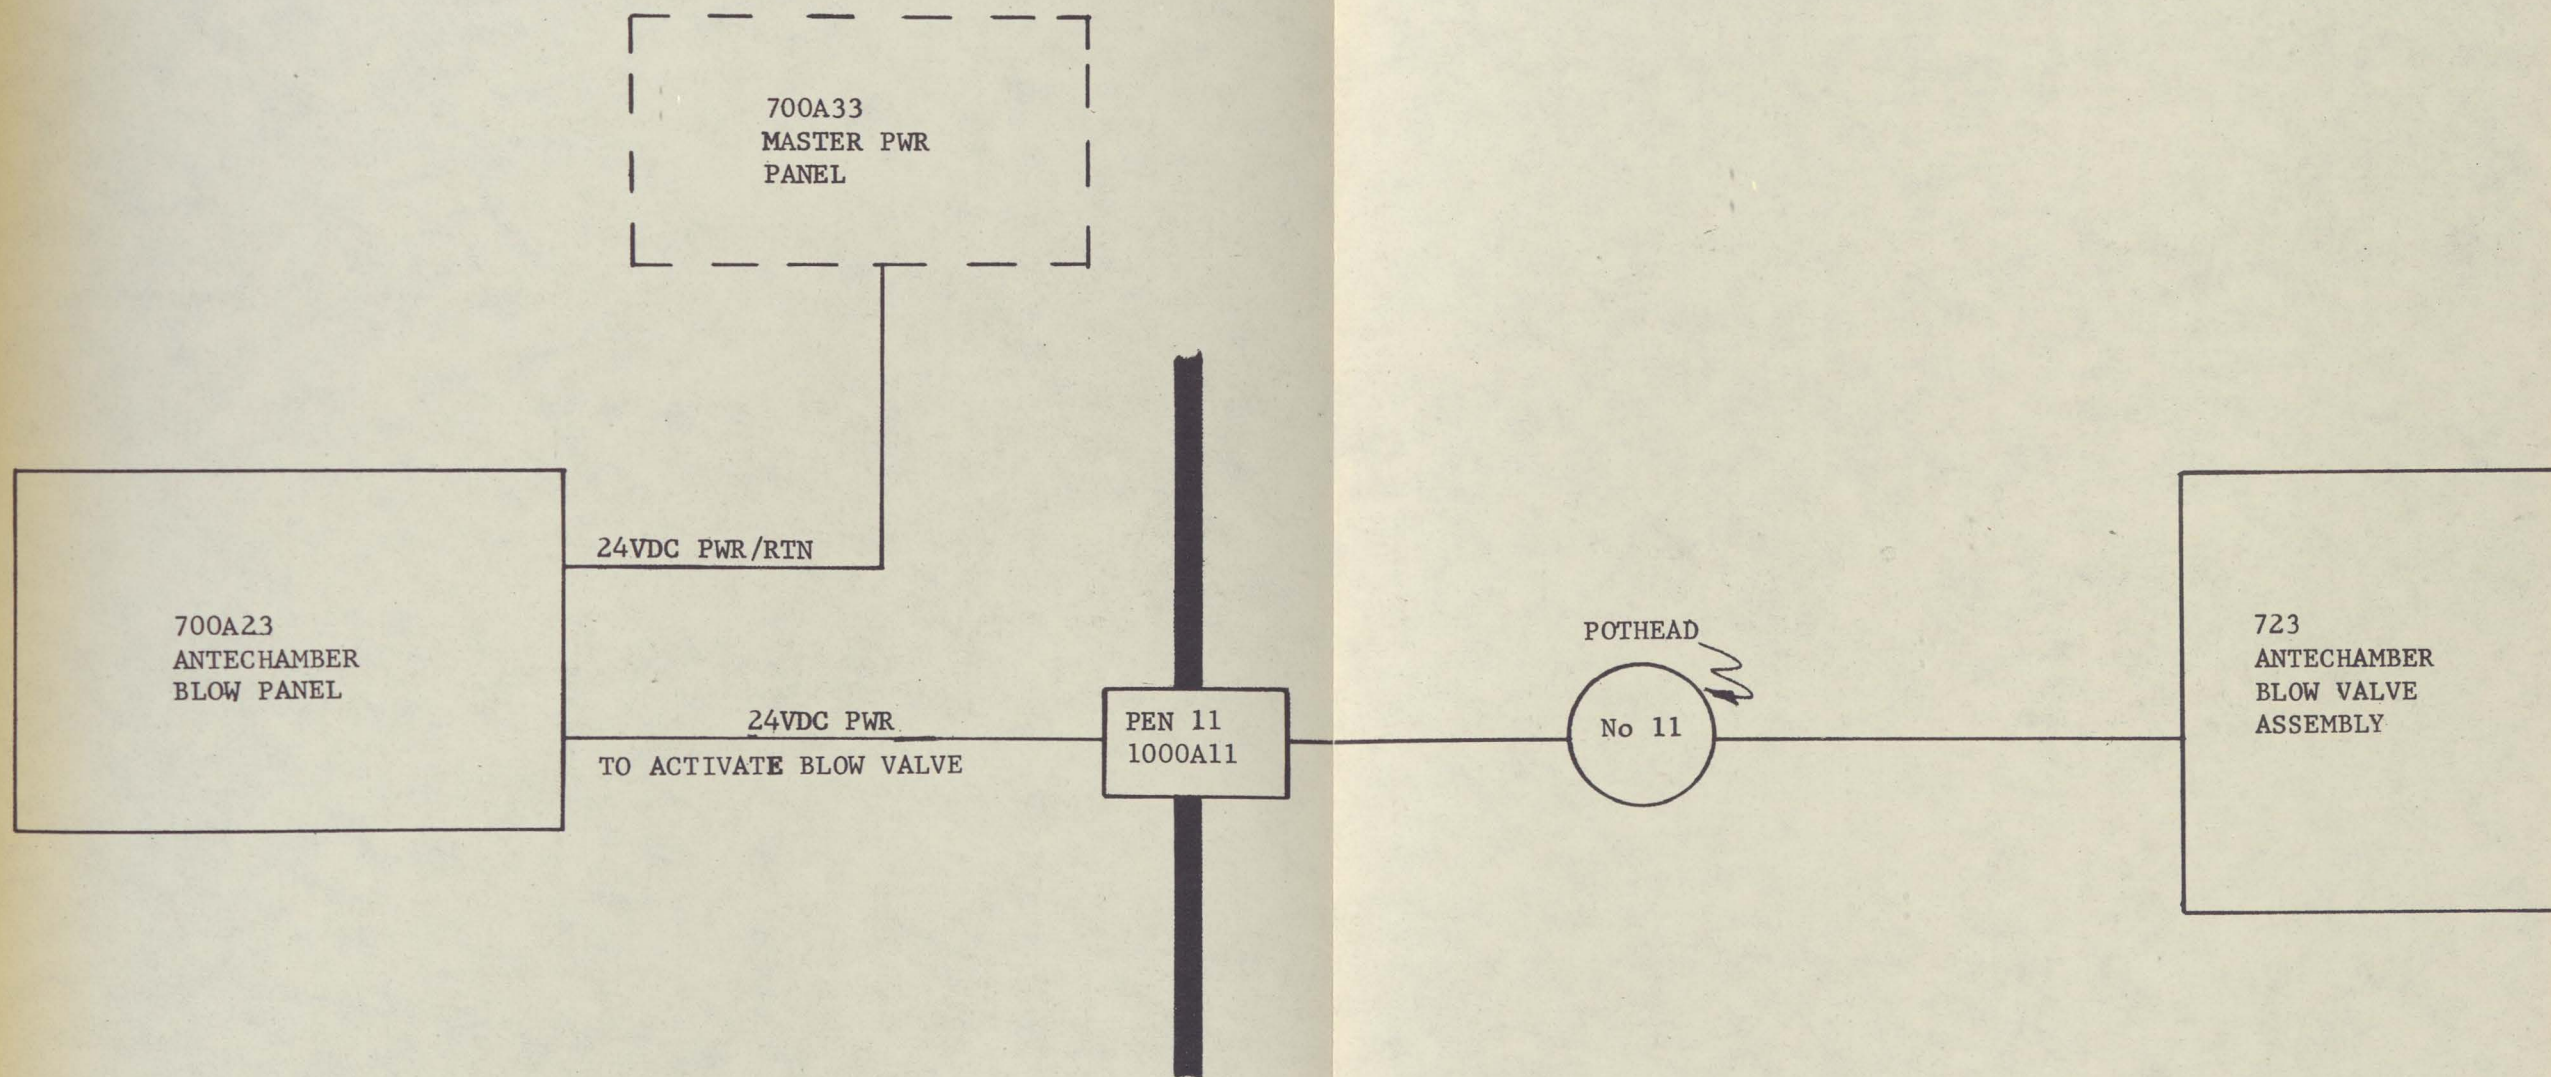 700A33
MASTER PWR
PANEL
24VDC PWR/RTN
700A23
ANTECHAMBER
BLOW PANEL
24VDC PWR
TO ACTIVATE BLOW VALVE
PEN 11
1000A11
POTHEAD
No 11
723
ANTECHAMBER
BLOW VALVE
ASSEMBLY